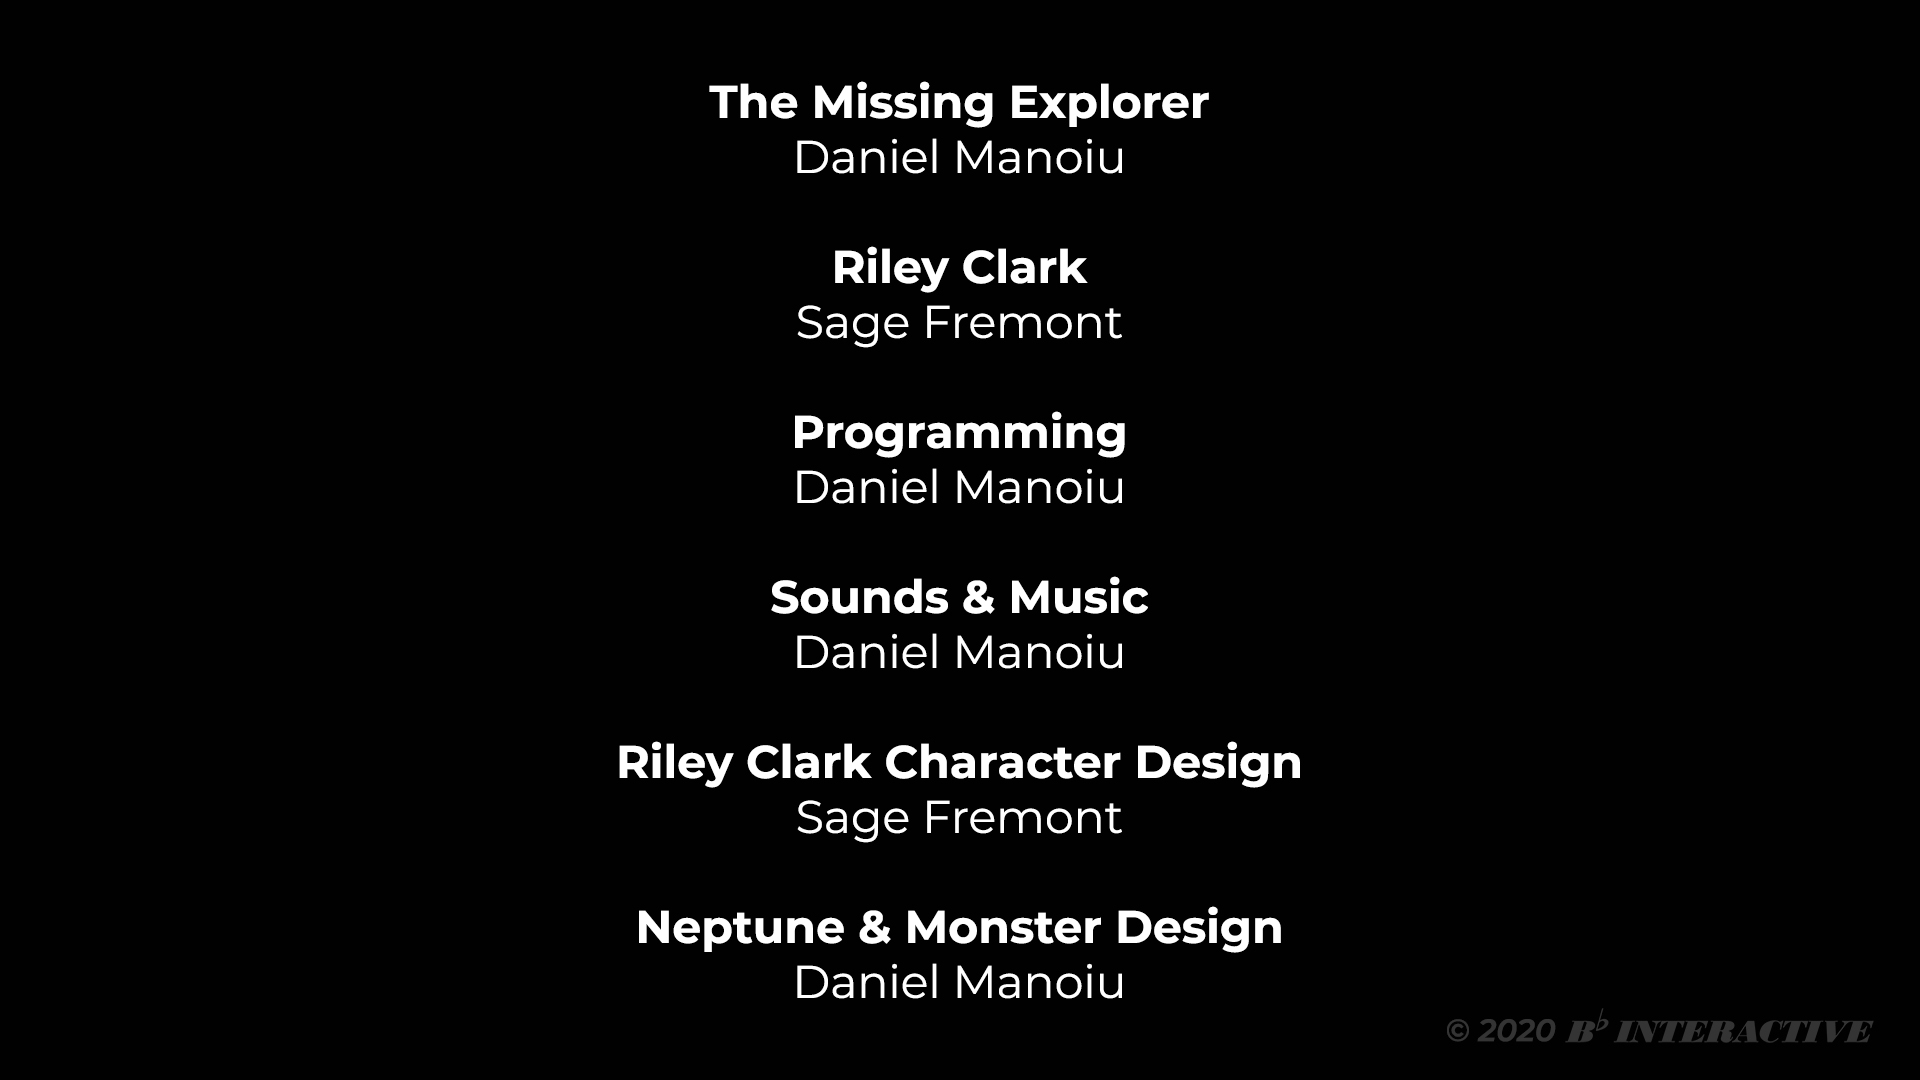 The Missing Explorer
Daniel Manoiu
Riley Clark
Sage Fremont
Programming
Daniel Manoiu
Sounds & Music
Daniel Manoiu
Riley Clark Character Design
Sage Fremont
Neptune & Monster Design
Daniel Manoiu
© 2020 B♭ INTERACTIVE